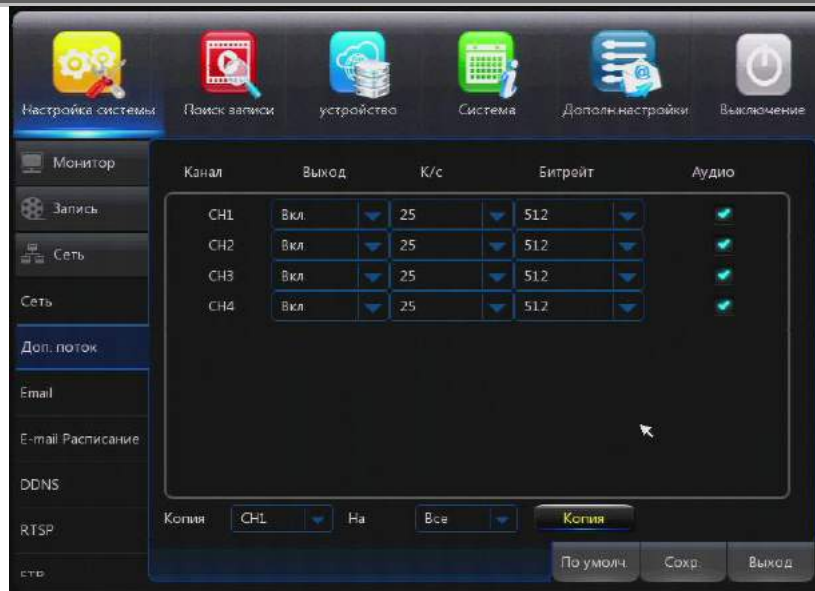 Настройка системы Поиск записи устройство Система Дополн.настройки Выключение
Монитор
Запись
Сеть
Сеть
Доп. поток
Email
E-mail Расписание
DDNS
RTSP
Канал Выход К/с Битрейт Аудио
CH1 Вкл. 25 512
CH2 Вкл 25 512
CH3 Вкл 25 512
CH4 Вкл 25 512
Копия CH1 На Все Копия
По умолч. Сохр. Выход